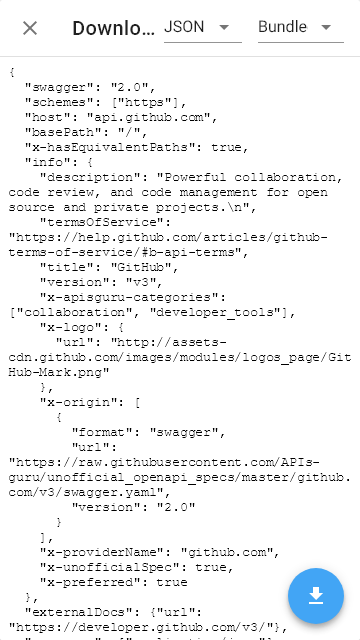 Downlo... JSON Bundle
{
"swagger": "2.0",
"schemes": ["https"],
"host": "api.github.com",
"basePath": "/",
"x-hasEquivalentPaths": true,
"info": {
"description": "Powerful collaboration,
code review, and code management for open
source and private projects.\n",
"termsOfService":
"https://help.github.com/articles/github-
terms-of-service/#b-api-terms",
"title": "GitHub",
"version": "v3",
"x-apisguru-categories":
["collaboration", "developer_tools"],
"x-logo": {
"url": "http://assets-
cdn.github.com/images/modules/logos_page/Git
Hub-Mark.png"
},
"x-origin": [
{
"format": "swagger",
"url":
"https://raw.githubusercontent.com/APIs-
guru/unofficial_openapi_specs/master/github.
com/v3/swagger.yaml",
"version": "2.0"
}
],
"x-providerName": "github.com",
"x-unofficialSpec": true,
"x-preferred": true
},
"externalDocs": {"url":
"https://developer.github.com/v3/"},